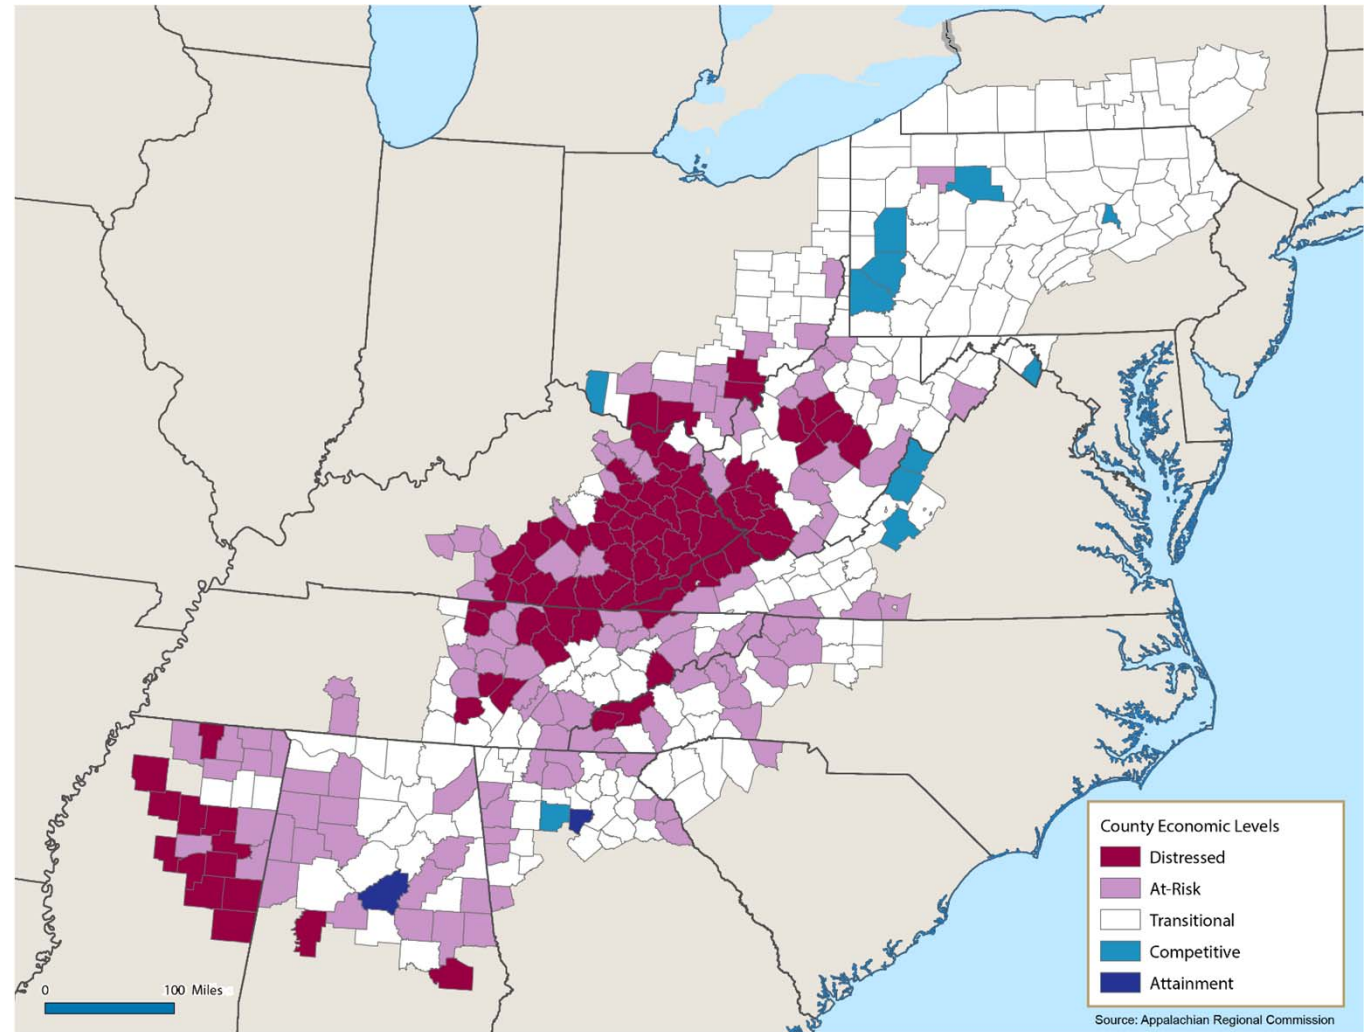 County Economic Levels
Distressed
At-Risk
Transitional
Competitive
Attainment
0 100 Miles
Source: Appalachian Regional Commission